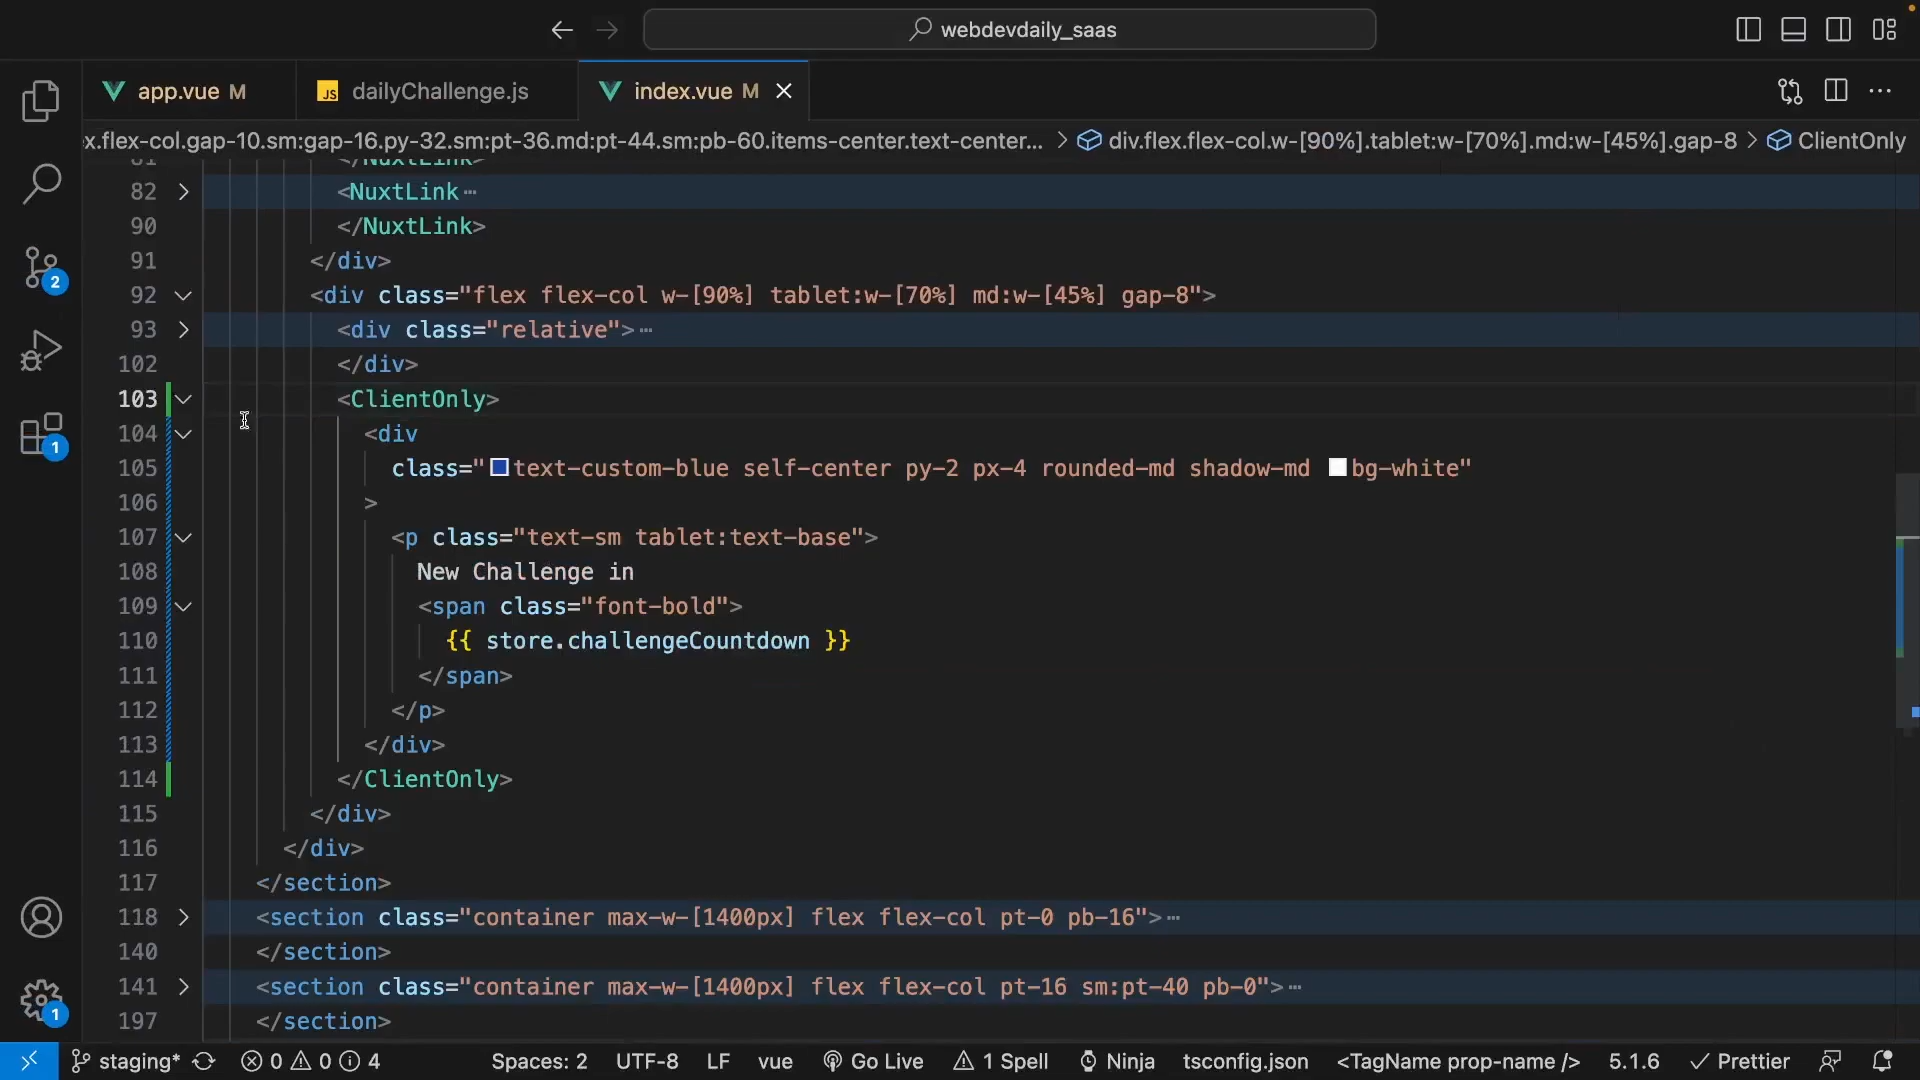 webdevdaily_saas
app.vue M
JS dailyChallenge.js
index.vue M
x.flex-col.gap-10.sm:gap-16.py-32.sm:pt-36.md:pt-44.sm:pb-60.items-center.text-center... > div.flex.flex-col.w-[90%].tablet:w-[70%].md:w-[45%].gap-8 > ClientOnly
81 </NuxtLink>
82 <NuxtLink ⋯
90 </NuxtLink>
91 </div>
92 <div class="flex flex-col w-[90%] tablet:w-[70%] md:w-[45%] gap-8">
93 <div class="relative"> ⋯
102 </div>
103 <ClientOnly>
104 <div
105 class="text-custom-blue self-center py-2 px-4 rounded-md shadow-md bg-white"
106 >
107 <p class="text-sm tablet:text-base">
108 New Challenge in
109 <span class="font-bold">
110 {{ store.challengeCountdown }}
111 </span>
112 </p>
113 </div>
114 </ClientOnly>
115 </div>
116 </div>
117 </section>
118 <section class="container max-w-[1400px] flex flex-col pt-0 pb-16"> ⋯
140 </section>
141 <section class="container max-w-[1400px] flex flex-col pt-16 sm:pt-40 pb-0"> ⋯
197 </section>
2
1
1
staging* 0 0 4 Spaces: 2 UTF-8 LF vue Go Live 1 Spell Ninja tsconfig.json <TagName prop-name /> 5.1.6 Prettier